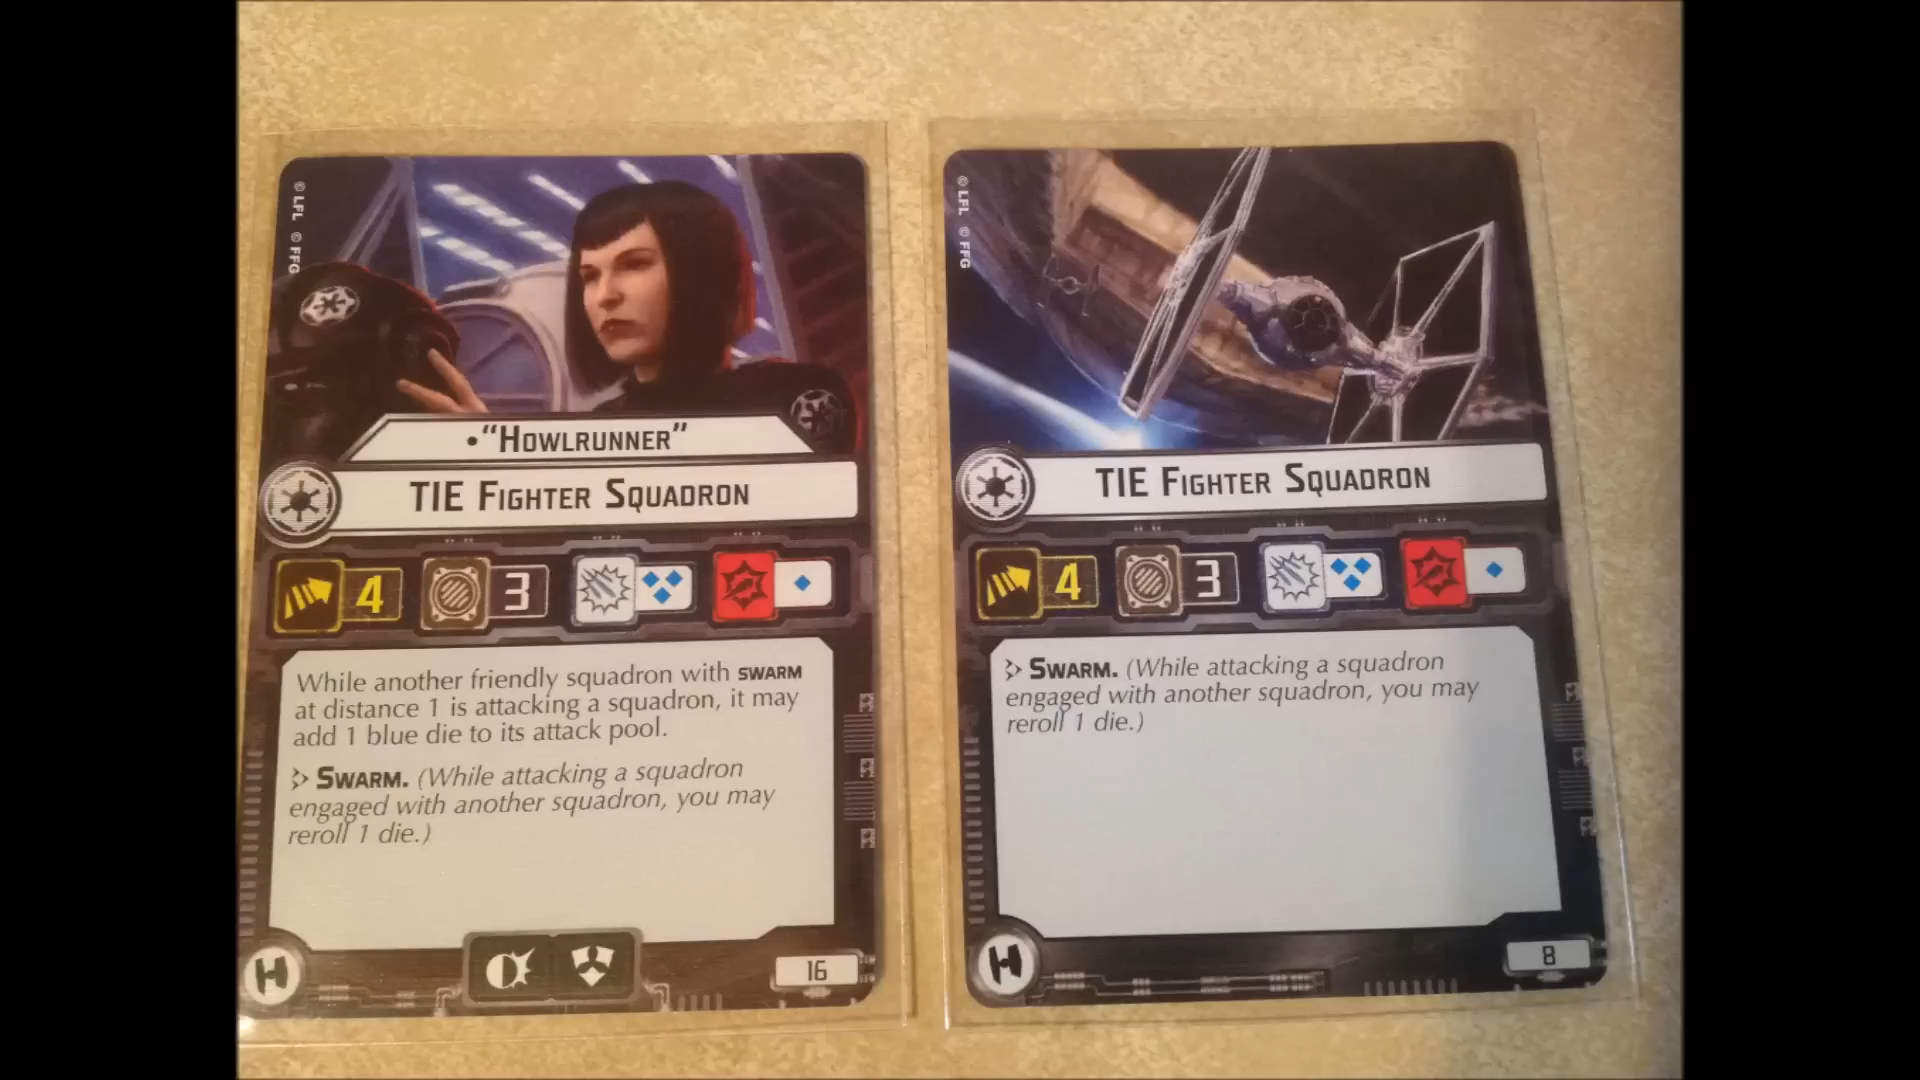 © LFL © FFG
•"Howlrunner"
TIE Fighter Squadron
4 3
While another friendly squadron with swarm
at distance 1 is attacking a squadron, it may
add 1 blue die to its attack pool.
Swarm. (While attacking a squadron
engaged with another squadron, you may
reroll 1 die.)
16
© LFL © FFG
TIE Fighter Squadron
4 3
Swarm. (While attacking a squadron
engaged with another squadron, you may
reroll 1 die.)
8